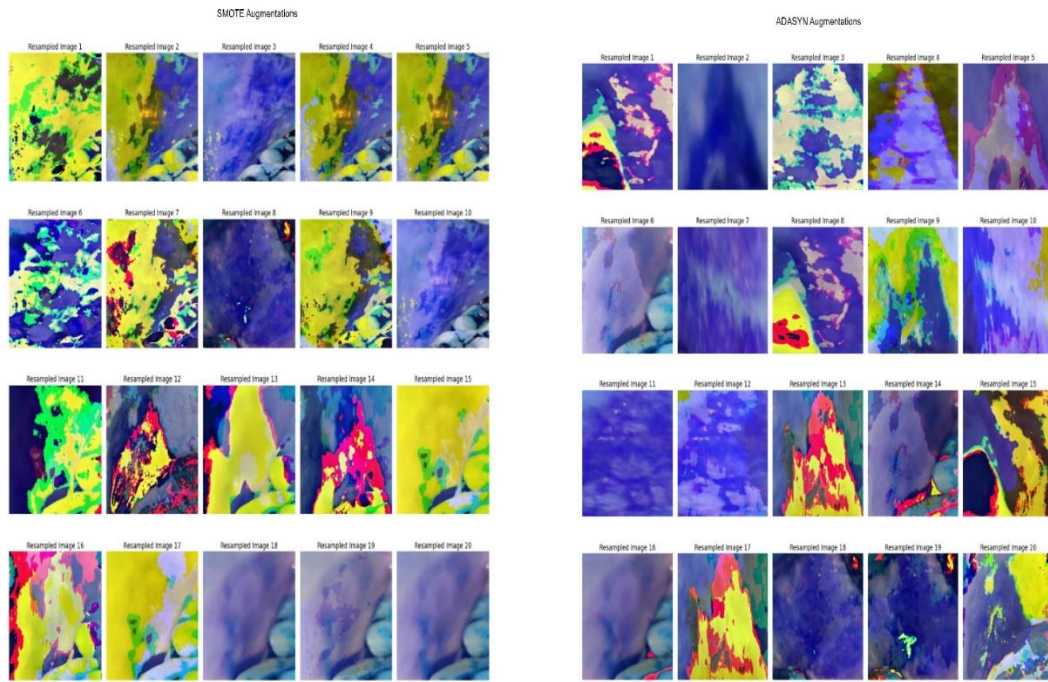 SMOTE Augmentations
Resampled Image 1 Resampled Image 2 Resampled Image 3 Resampled Image 4 Resampled Image 5
Resampled Image 6 Resampled Image 7 Resampled Image 8 Resampled Image 9 Resampled Image 10
Resampled Image 11 Resampled Image 12 Resampled Image 13 Resampled Image 14 Resampled Image 15
Resampled Image 16 Resampled Image 17 Resampled Image 18 Resampled Image 19 Resampled Image 20
ADASYN Augmentations
Resampled Image 1 Resampled Image 2 Resampled Image 3 Resampled Image 4 Resampled Image 5
Resampled Image 6 Resampled Image 7 Resampled Image 8 Resampled Image 9 Resampled Image 10
Resampled Image 11 Resampled Image 12 Resampled Image 13 Resampled Image 14 Resampled Image 15
Resampled Image 16 Resampled Image 17 Resampled Image 18 Resampled Image 19 Resampled Image 20